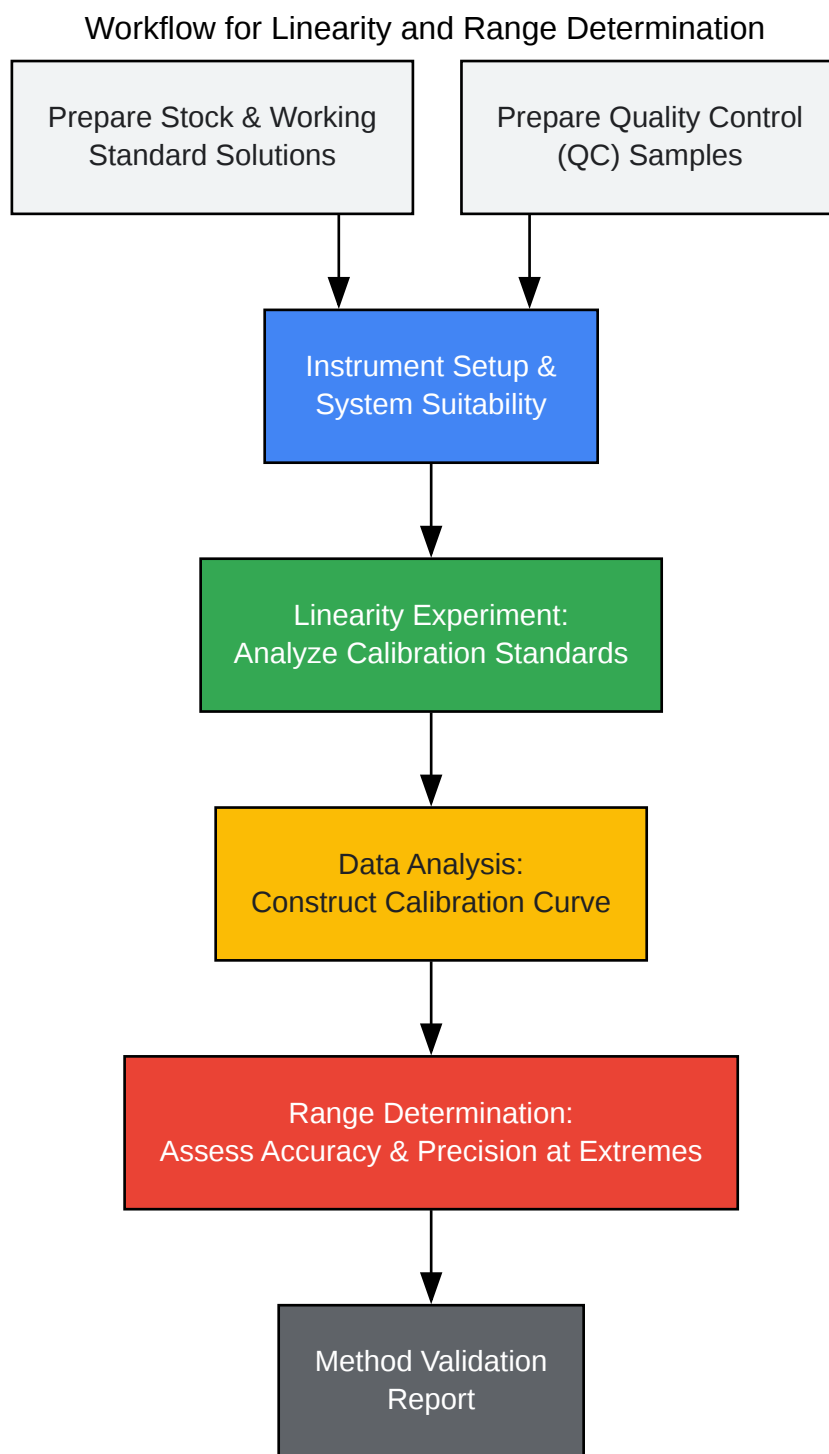 Workflow for Linearity and Range Determination
Prepare Stock & Working
Standard Solutions
Prepare Quality Control
(QC) Samples
Instrument Setup &
System Suitability
Linearity Experiment:
Analyze Calibration Standards
Data Analysis:
Construct Calibration Curve
Range Determination:
Assess Accuracy & Precision at Extremes
Method Validation
Report